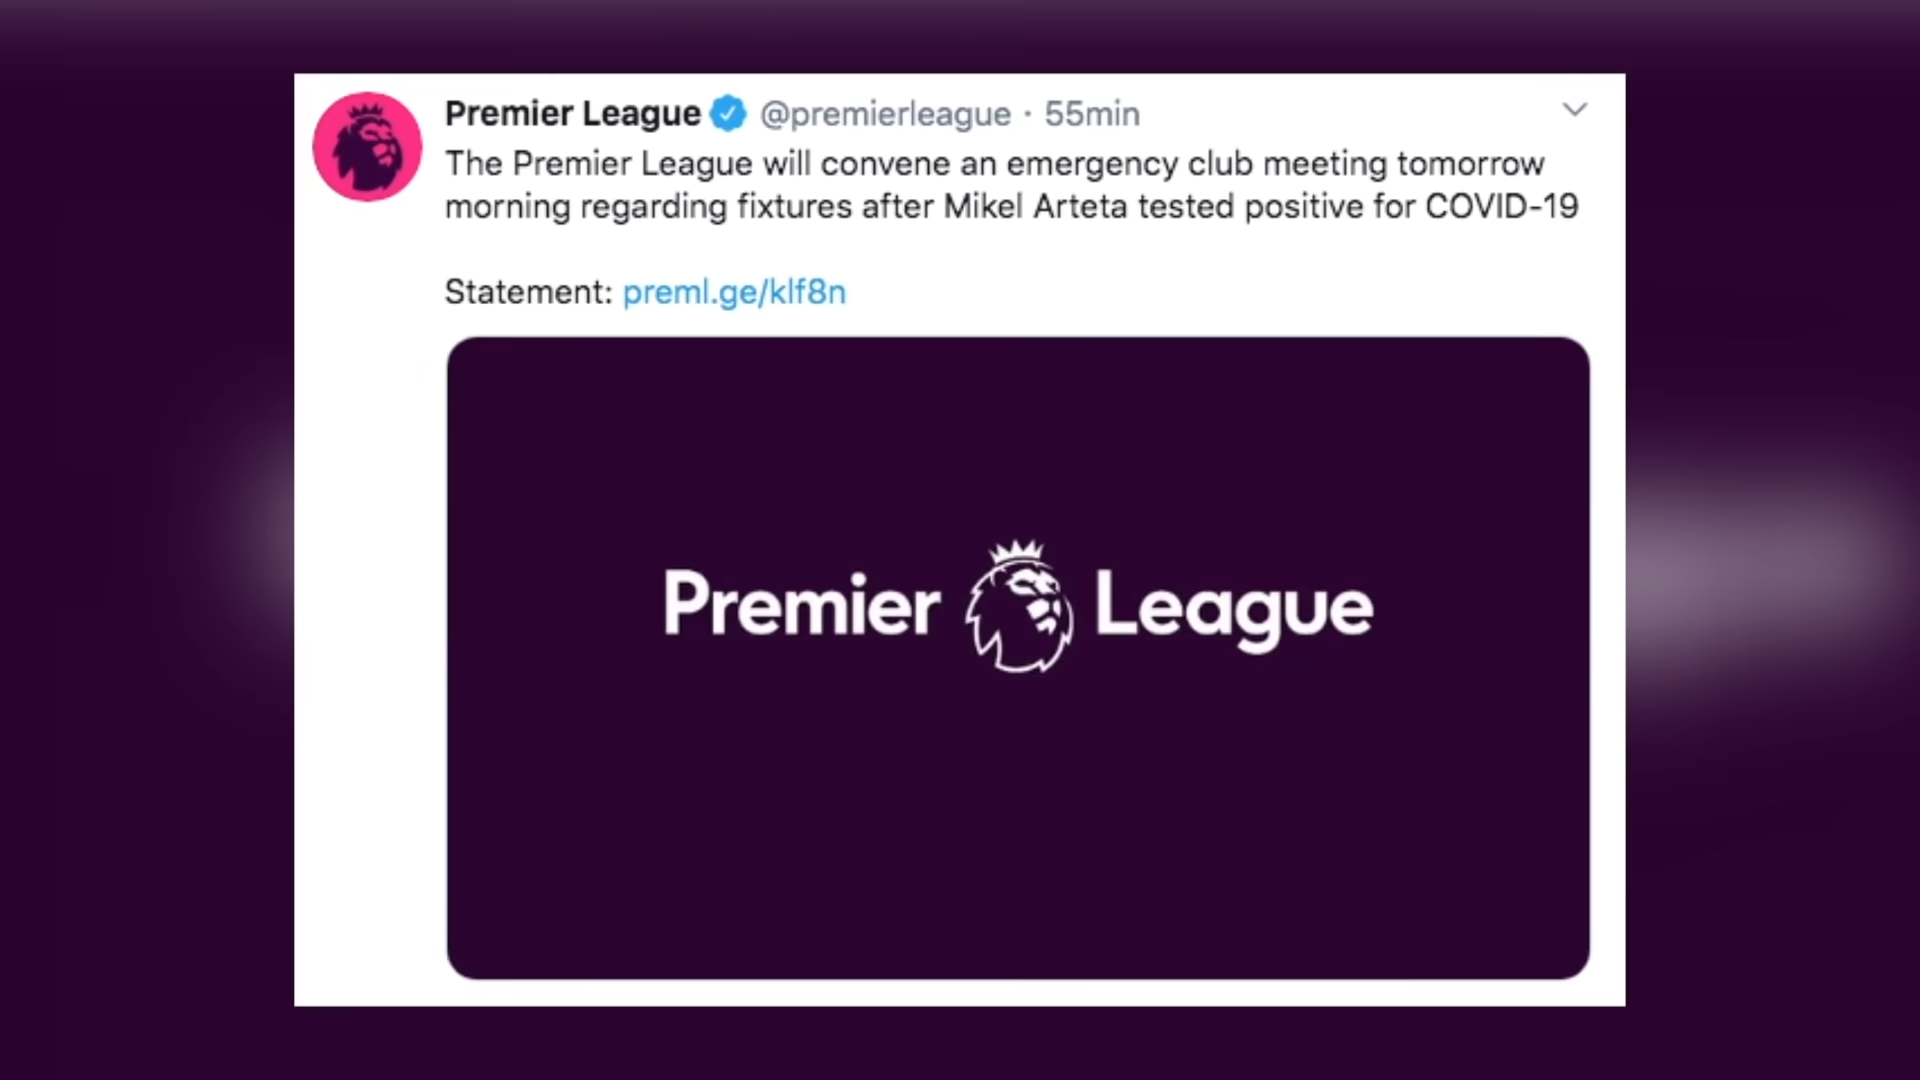 Premier League @premierleague · 55min
The Premier League will convene an emergency club meeting tomorrow
morning regarding fixtures after Mikel Arteta tested positive for COVID-19
Statement: preml.ge/klf8n
Premier League